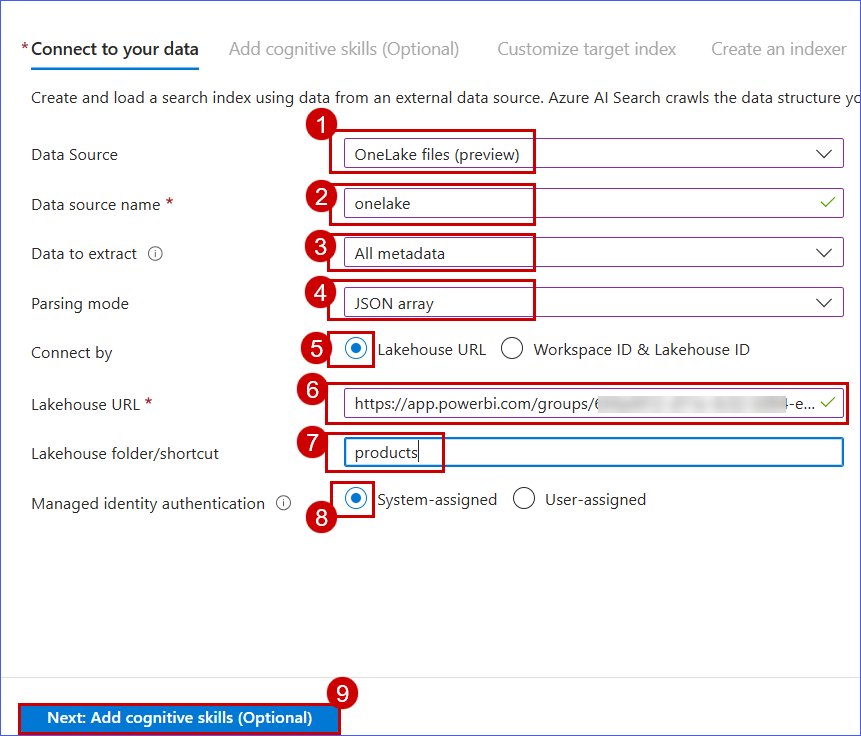 * Connect to your data Add cognitive skills (Optional) Customize target index Create an indexer
Create and load a search index using data from an external data source. Azure AI Search crawls the data structure
1
Data Source OneLake files (preview)
2
Data source name * onelake
3
Data to extract All metadata
4
Parsing mode JSON array
5
Connect by Lakehouse URL Workspace ID & Lakehouse ID
6
Lakehouse URL * https://app.powerbi.com/groups/6 -e...
7
Lakehouse folder/shortcut products
Managed identity authentication System-assigned User-assigned
8
9
Next: Add cognitive skills (Optional)